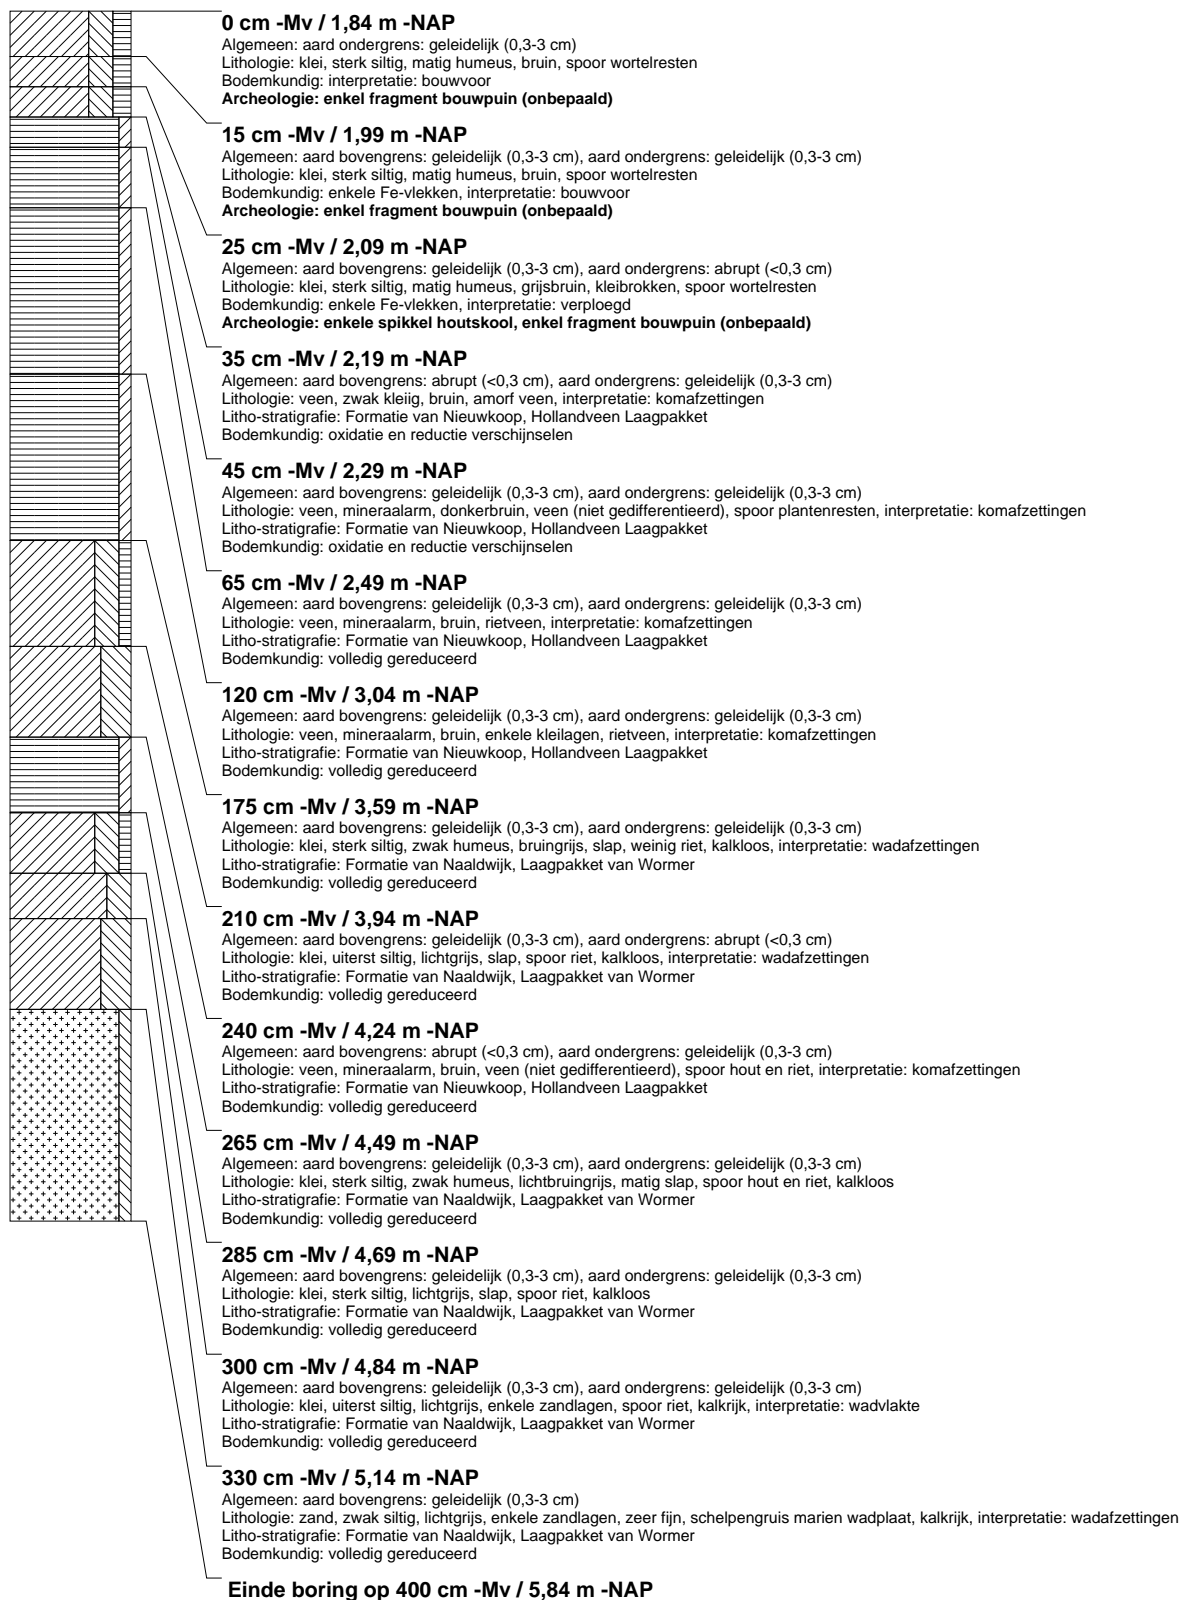 0 cm -Mv / 1,84 m -NAP
Algemeen: aard ondergrens: geleidelijk (0,3-3 cm)
Lithologie: klei, sterk siltig, matig humeus, bruin, spoor wortelresten
Bodemkundig: interpretatie: bouwvoor
Archeologie: enkel fragment bouwpuin (onbepaald)
15 cm -Mv / 1,99 m -NAP
Algemeen: aard bovengrens: geleidelijk (0,3-3 cm), aard ondergrens: geleidelijk (0,3-3 cm)
Lithologie: klei, sterk siltig, matig humeus, bruin, spoor wortelresten
Bodemkundig: enkele Fe-vlekken, interpretatie: bouwvoor
Archeologie: enkel fragment bouwpuin (onbepaald)
25 cm -Mv / 2,09 m -NAP
Algemeen: aard bovengrens: geleidelijk (0,3-3 cm), aard ondergrens: abrupt (<0,3 cm)
Lithologie: klei, sterk siltig, matig humeus, grijsbruin, kleibrokken, spoor wortelresten
Bodemkundig: enkele Fe-vlekken, interpretatie: verploegd
Archeologie: enkele spikkel houtskool, enkel fragment bouwpuin (onbepaald)
35 cm -Mv / 2,19 m -NAP
Algemeen: aard bovengrens: abrupt (<0,3 cm), aard ondergrens: geleidelijk (0,3-3 cm)
Lithologie: veen, zwak kleiig, bruin, amorf veen, interpretatie: komafzettingen
Litho-stratigrafie: Formatie van Nieuwkoop, Hollandveen Laagpakket
Bodemkundig: oxidatie en reductie verschijnselen
45 cm -Mv / 2,29 m -NAP
Algemeen: aard bovengrens: geleidelijk (0,3-3 cm), aard ondergrens: geleidelijk (0,3-3 cm)
Lithologie: veen, mineraalarm, donkerbruin, veen (niet gedifferentieerd), spoor plantenresten, interpretatie: komafzettingen
Litho-stratigrafie: Formatie van Nieuwkoop, Hollandveen Laagpakket
Bodemkundig: oxidatie en reductie verschijnselen
65 cm -Mv / 2,49 m -NAP
Algemeen: aard bovengrens: geleidelijk (0,3-3 cm), aard ondergrens: geleidelijk (0,3-3 cm)
Lithologie: veen, mineraalarm, bruin, rietveen, interpretatie: komafzettingen
Litho-stratigrafie: Formatie van Nieuwkoop, Hollandveen Laagpakket
Bodemkundig: volledig gereduceerd
120 cm -Mv / 3,04 m -NAP
Algemeen: aard bovengrens: geleidelijk (0,3-3 cm), aard ondergrens: geleidelijk (0,3-3 cm)
Lithologie: veen, mineraalarm, bruin, enkele kleilagen, rietveen, interpretatie: komafzettingen
Litho-stratigrafie: Formatie van Nieuwkoop, Hollandveen Laagpakket
Bodemkundig: volledig gereduceerd
175 cm -Mv / 3,59 m -NAP
Algemeen: aard bovengrens: geleidelijk (0,3-3 cm), aard ondergrens: geleidelijk (0,3-3 cm)
Lithologie: klei, sterk siltig, zwak humeus, bruingrijs, slap, weinig riet, kalkloos, interpretatie: wadafzettingen
Litho-stratigrafie: Formatie van Naaldwijk, Laagpakket van Wormer
Bodemkundig: volledig gereduceerd
210 cm -Mv / 3,94 m -NAP
Algemeen: aard bovengrens: geleidelijk (0,3-3 cm), aard ondergrens: abrupt (<0,3 cm)
Lithologie: klei, uiterst siltig, lichtgrijs, slap, spoor riet, kalkloos, interpretatie: wadafzettingen
Litho-stratigrafie: Formatie van Naaldwijk, Laagpakket van Wormer
Bodemkundig: volledig gereduceerd
240 cm -Mv / 4,24 m -NAP
Algemeen: aard bovengrens: abrupt (<0,3 cm), aard ondergrens: geleidelijk (0,3-3 cm)
Lithologie: veen, mineraalarm, bruin, veen (niet gedifferentieerd), spoor hout en riet, interpretatie: komafzettingen
Litho-stratigrafie: Formatie van Nieuwkoop, Hollandveen Laagpakket
Bodemkundig: volledig gereduceerd
265 cm -Mv / 4,49 m -NAP
Algemeen: aard bovengrens: geleidelijk (0,3-3 cm), aard ondergrens: geleidelijk (0,3-3 cm)
Lithologie: klei, sterk siltig, zwak humeus, lichtbruingrijs, matig slap, spoor hout en riet, kalkloos
Litho-stratigrafie: Formatie van Naaldwijk, Laagpakket van Wormer
Bodemkundig: volledig gereduceerd
285 cm -Mv / 4,69 m -NAP
Algemeen: aard bovengrens: geleidelijk (0,3-3 cm), aard ondergrens: geleidelijk (0,3-3 cm)
Lithologie: klei, sterk siltig, lichtgrijs, slap, spoor riet, kalkloos
Litho-stratigrafie: Formatie van Naaldwijk, Laagpakket van Wormer
Bodemkundig: volledig gereduceerd
300 cm -Mv / 4,84 m -NAP
Algemeen: aard bovengrens: geleidelijk (0,3-3 cm), aard ondergrens: geleidelijk (0,3-3 cm)
Lithologie: klei, uiterst siltig, lichtgrijs, enkele zandlagen, spoor riet, kalkrijk, interpretatie: wadvlakte
Litho-stratigrafie: Formatie van Naaldwijk, Laagpakket van Wormer
Bodemkundig: volledig gereduceerd
330 cm -Mv / 5,14 m -NAP
Algemeen: aard bovengrens: geleidelijk (0,3-3 cm)
Lithologie: zand, zwak siltig, lichtgrijs, enkele zandlagen, zeer fijn, schelpengruis marien wadplaat, kalkrijk, interpretatie: wadafzettingen
Litho-stratigrafie: Formatie van Naaldwijk, Laagpakket van Wormer
Bodemkundig: volledig gereduceerd
Einde boring op 400 cm -Mv / 5,84 m -NAP